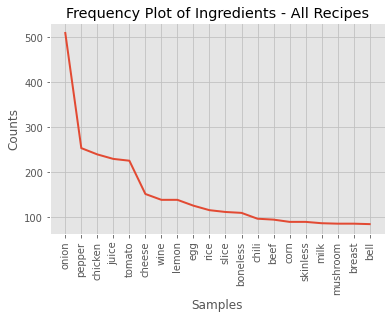 Frequency Plot of Ingredients - All Recipes
500
400
300
200
100
Counts
onion
pepper
chicken
juice
tomato
cheese
wine
lemon
egg
rice
slice
boneless
chili
beef
corn
skinless
milk
mushroom
breast
bell
Samples